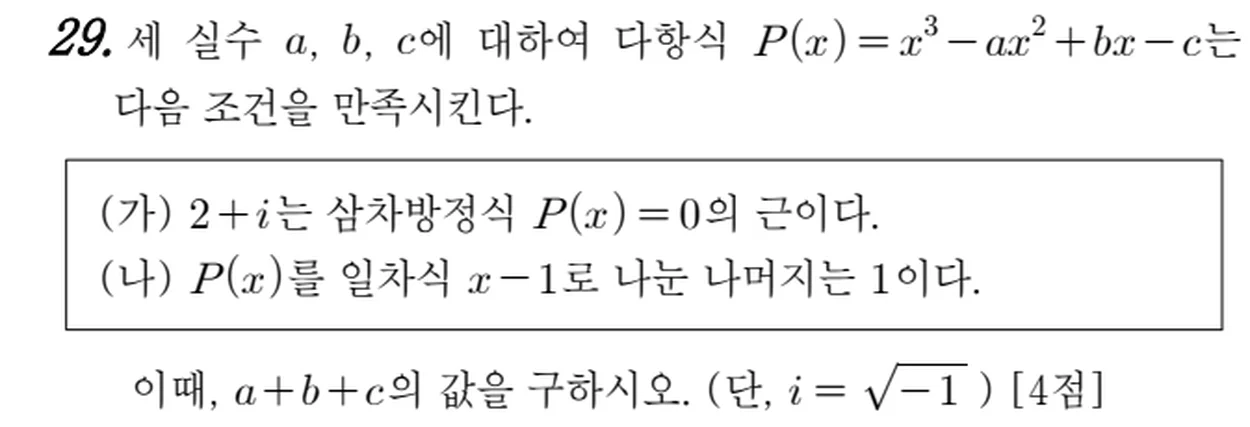 29. 세 실수 a, b, c에 대하여 다항식 P(x)=x³-ax²+bx-c는
다음 조건을 만족시킨다.
(가) 2+i는 삼차방정식 P(x)=0의 근이다.
(나) P(x)를 일차식 x-1로 나눈 나머지는 1이다.
이때, a+b+c의 값을 구하시오. (단, i=√-1 ) [4점]